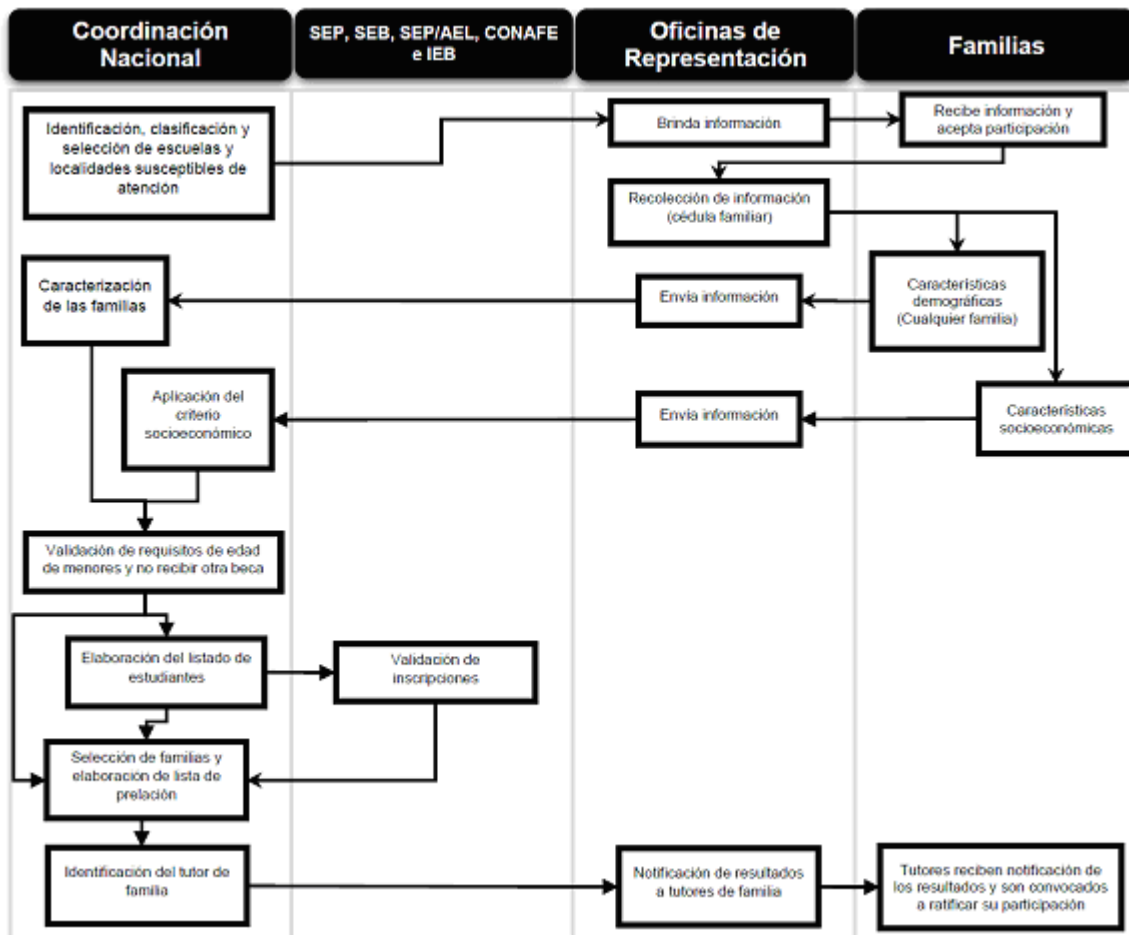 Coordinación
Nacional
SEP, SEB, SEP/AEL, CONAFE
e IEB
Oficinas de
Representación
Familias
Identificación, clasificación y
selección de escuelas y
localidades susceptibles de
atención
Brinda información
Recibe información y
acepta participación
Recolección de información
(cédula familiar)
Caracterización
de las familias
Envía información
Características
demográficas
(Cualquier familia)
Aplicación del
criterio
socioeconómico
Envía información
Características
socioeconómicas
Validación de requisitos de edad
de menores y no recibir otra beca
Elaboración del listado de
estudiantes
Validación de
inscripciones
Selección de familias y
elaboración de lista de
prelación
Identificación del tutor de
familia
Notificación de resultados
a tutores de familia
Tutores reciben notificación de
los resultados y son convocados
a ratificar su participación